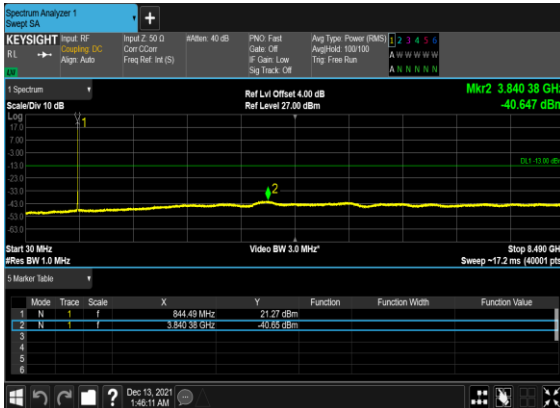 Spectrum Analyzer 1
Swept SA
+
KEYSIGHT Input: RF Input Z: 50 Ω #Atten: 40 dB PNO: Fast Avg Type: Power (RMS) 1 2 3 4 5 6
RL Coupling: DC Corr CCorr Gate: Off Avg|Hold: 100/100 A W W W W W
Align: Auto Freq Ref: Int (S) IF Gain: Low Trig: Free Run
Sig Track: Off A N N N N N
1 Spectrum
Scale/Div 10 dB
Ref Lvl Offset 4.00 dB
Ref Level 27.00 dBm
Mkr2 3.840 38 GHz
-40.647 dBm
Log
17.0
7.00
-3.00
-13.0
-23.0
-33.0
-43.0
-53.0
-63.0
1
DL1 -13.00 dBm
2
Start 30 MHz Video BW 3.0 MHz* Stop 8.490 GHz
#Res BW 1.0 MHz Sweep ~17.2 ms (40001 pts)
5 Marker Table
Mode Trace Scale X Y Function Function Width Function Value
1 N 1 f 844.49 MHz 21.27 dBm
2 N 1 f 3.840 38 GHz -40.65 dBm
3
4
5
6
? Dec 13, 2021
1:46:11 AM